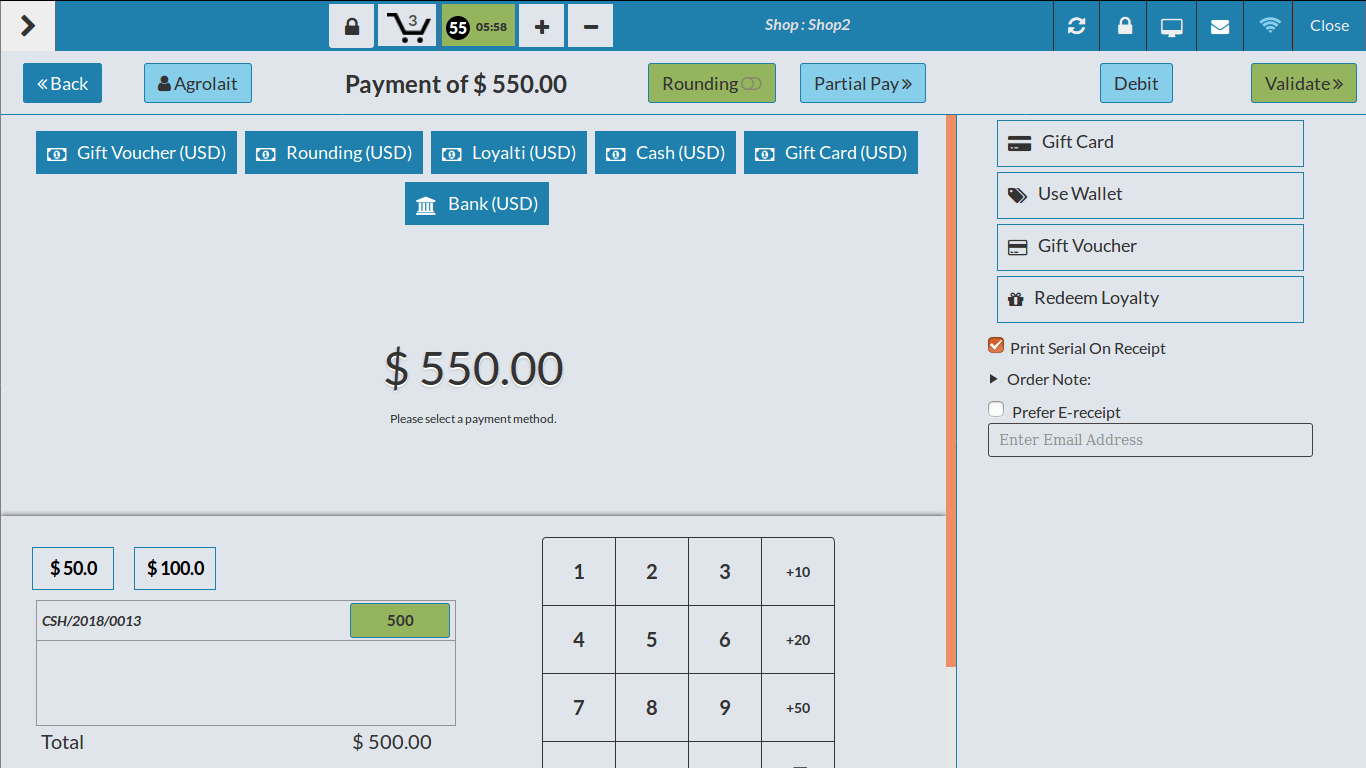 3
55 05:58
+
−
Shop : Shop2
Close
Back
Agrolait
Payment of $ 550.00
Rounding
Partial Pay
Debit
Validate
Gift Voucher (USD)
Rounding (USD)
Loyalti (USD)
Cash (USD)
Gift Card (USD)
Bank (USD)
$ 550.00
Please select a payment method.
Gift Card
Use Wallet
Gift Voucher
Redeem Loyalty
Print Serial On Receipt
Order Note:
Prefer E-receipt
Enter Email Address
$ 50.0
$ 100.0
CSH/2018/0013 500
Total $ 500.00
1 2 3 +10
4 5 6 +20
7 8 9 +50